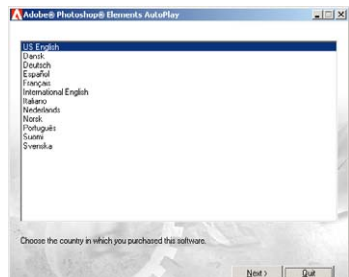 Adobe® Photoshop® Elements AutoPlay
US English
Dansk
Deutsch
Español
Français
International English
Italiano
Nederlands
Norsk
Português
Suomi
Svenska
Choose the country in which you purchased this software.
Next > Quit